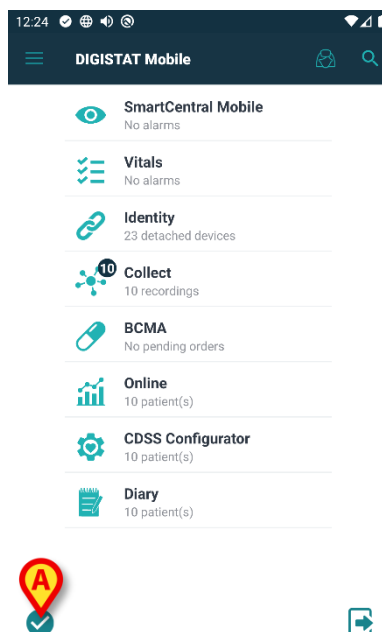 12:24
DIGISTAT Mobile
SmartCentral Mobile
No alarms
Vitals
No alarms
Identity
23 detached devices
10
Collect
10 recordings
BCMA
No pending orders
Online
10 patient(s)
CDSS Configurator
10 patient(s)
Diary
10 patient(s)
A